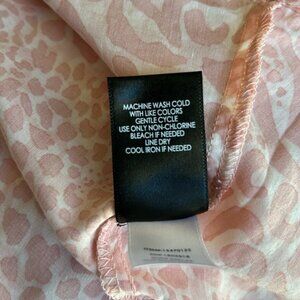 MACHINE WASH COLD
WITH LIKE COLORS
GENTLE CYCLE
USE ONLY NON-CHLORINE
BLEACH IF NEEDED
LINE DRY
COOL IRON IF NEEDED